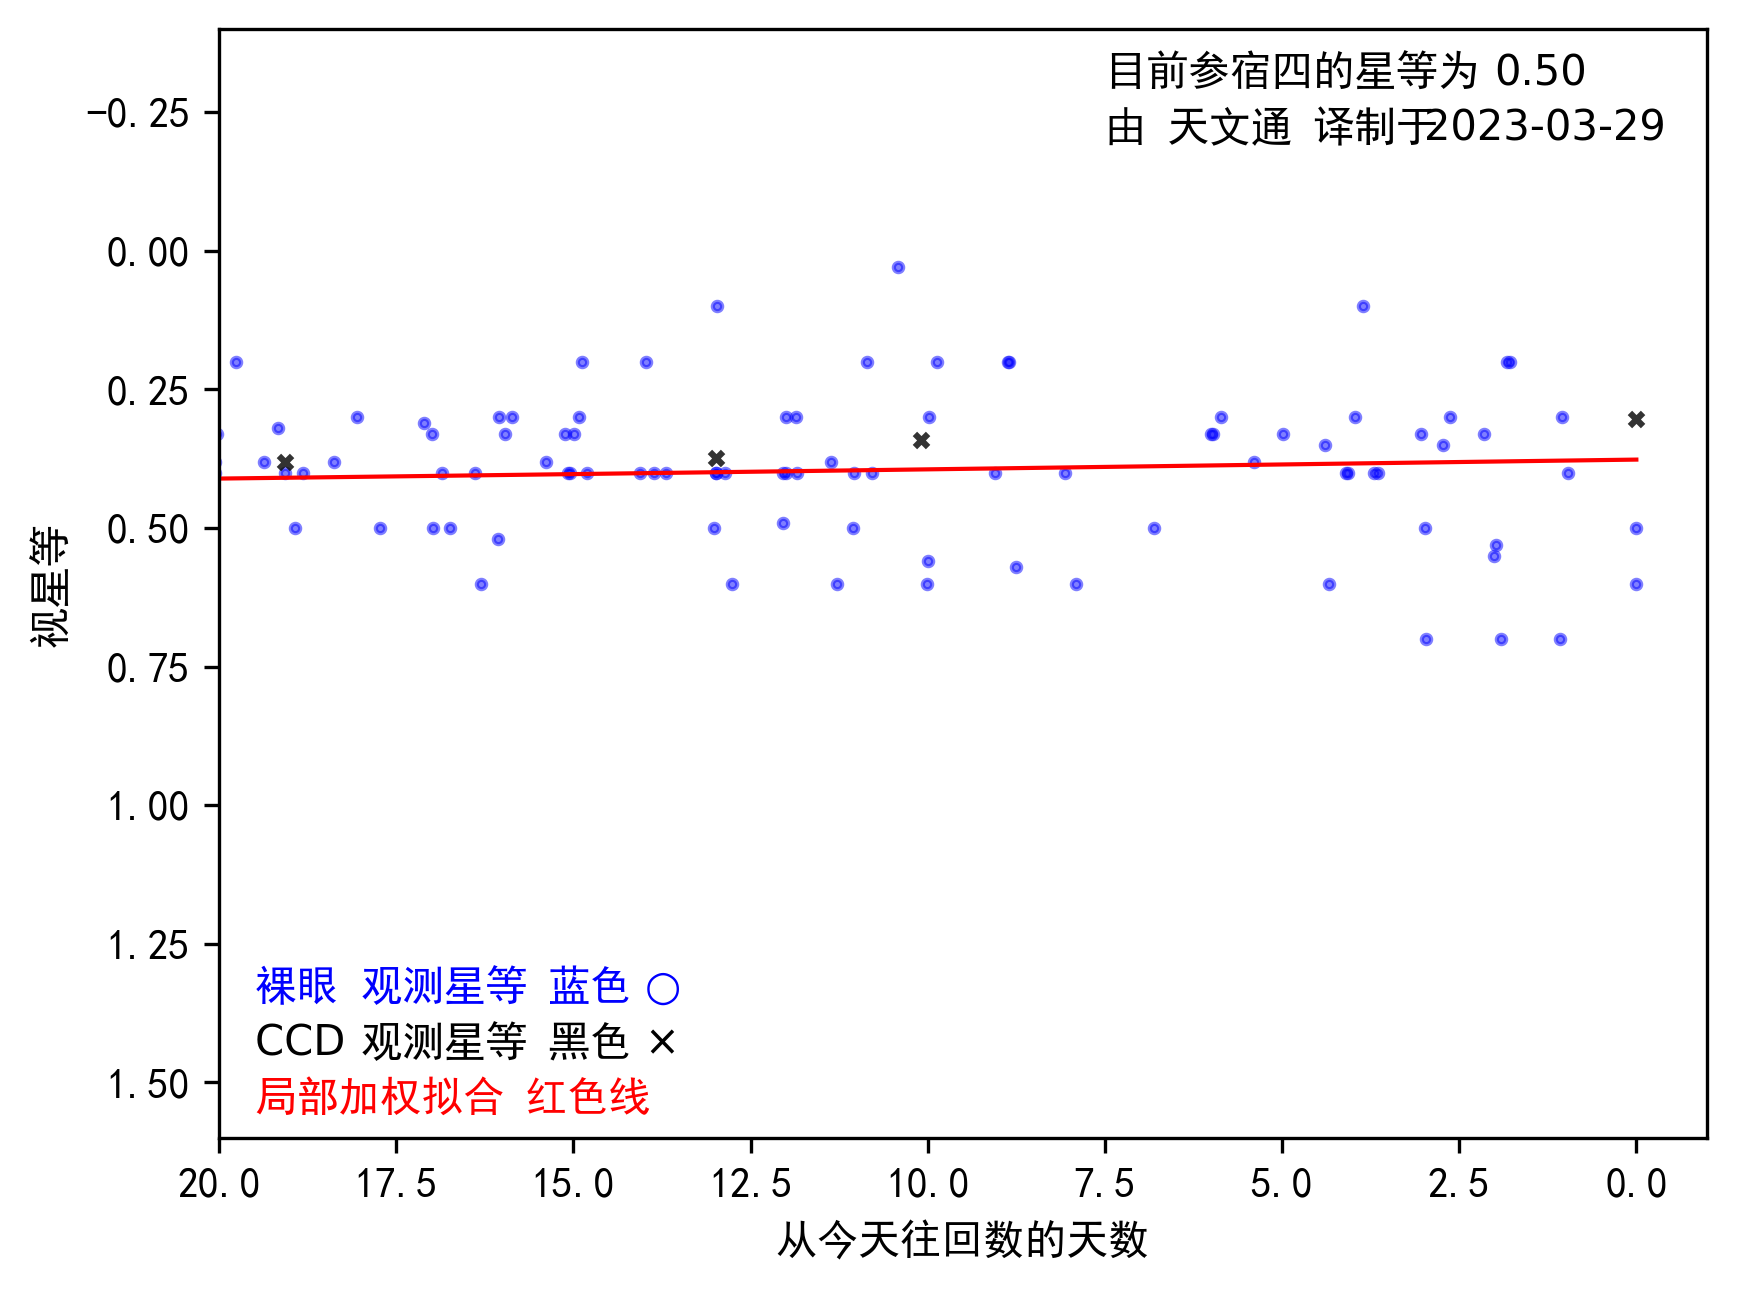 目前参宿四的星等为 0.50
由 天文通 译制于2023-03-29
−0.25
0.00
0.25
0.50
0.75
1.00
1.25
1.50
视星等
裸眼 观测星等 蓝色 ○
CCD 观测星等 黑色 ×
局部加权拟合 红色线
20.0 17.5 15.0 12.5 10.0 7.5 5.0 2.5 0.0
从今天往回数的天数